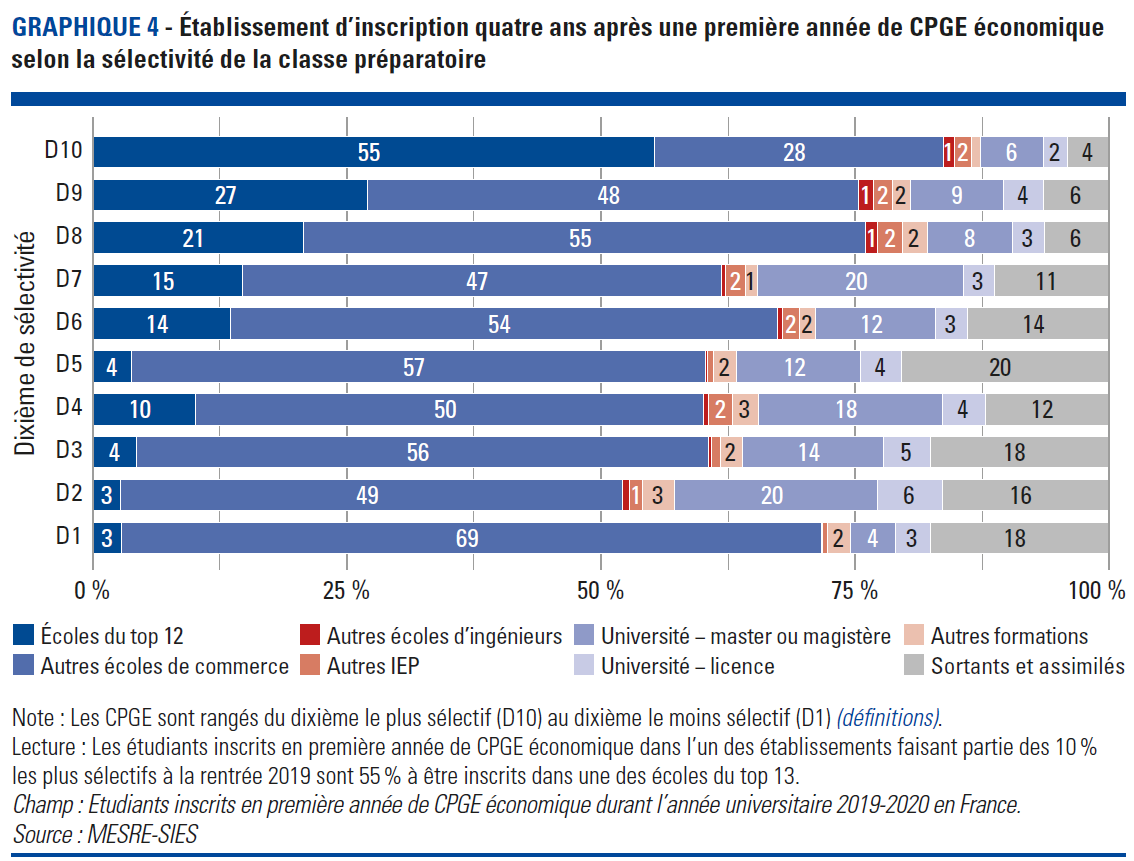 GRAPHIQUE 4 - Établissement d’inscription quatre ans après une première année de CPGE économique
selon la sélectivité de la classe préparatoire
Dixième de sélectivité
D10 55 28 1 2 6 2 4
D9 27 48 1 2 2 9 4 6
D8 21 55 1 2 2 8 3 6
D7 15 47 2 1 20 3 11
D6 14 54 2 2 12 3 14
D5 4 57 2 12 4 20
D4 10 50 2 3 18 4 12
D3 4 56 2 14 5 18
D2 3 49 1 3 20 6 16
D1 3 69 2 4 3 18
0 % 25 % 50 % 75 % 100 %
Écoles du top 12 Autres écoles d’ingénieurs Université – master ou magistère Autres formations
Autres écoles de commerce Autres IEP Université – licence Sortants et assimilés
Note : Les CPGE sont rangés du dixième le plus sélectif (D10) au dixième le moins sélectif (D1) (définitions).
Lecture : Les étudiants inscrits en première année de CPGE économique dans l’un des établissements faisant partie des 10 %
les plus sélectifs à la rentrée 2019 sont 55 % à être inscrits dans une des écoles du top 13.
Champ : Etudiants inscrits en première année de CPGE économique durant l’année universitaire 2019-2020 en France.
Source : MESRE-SIES